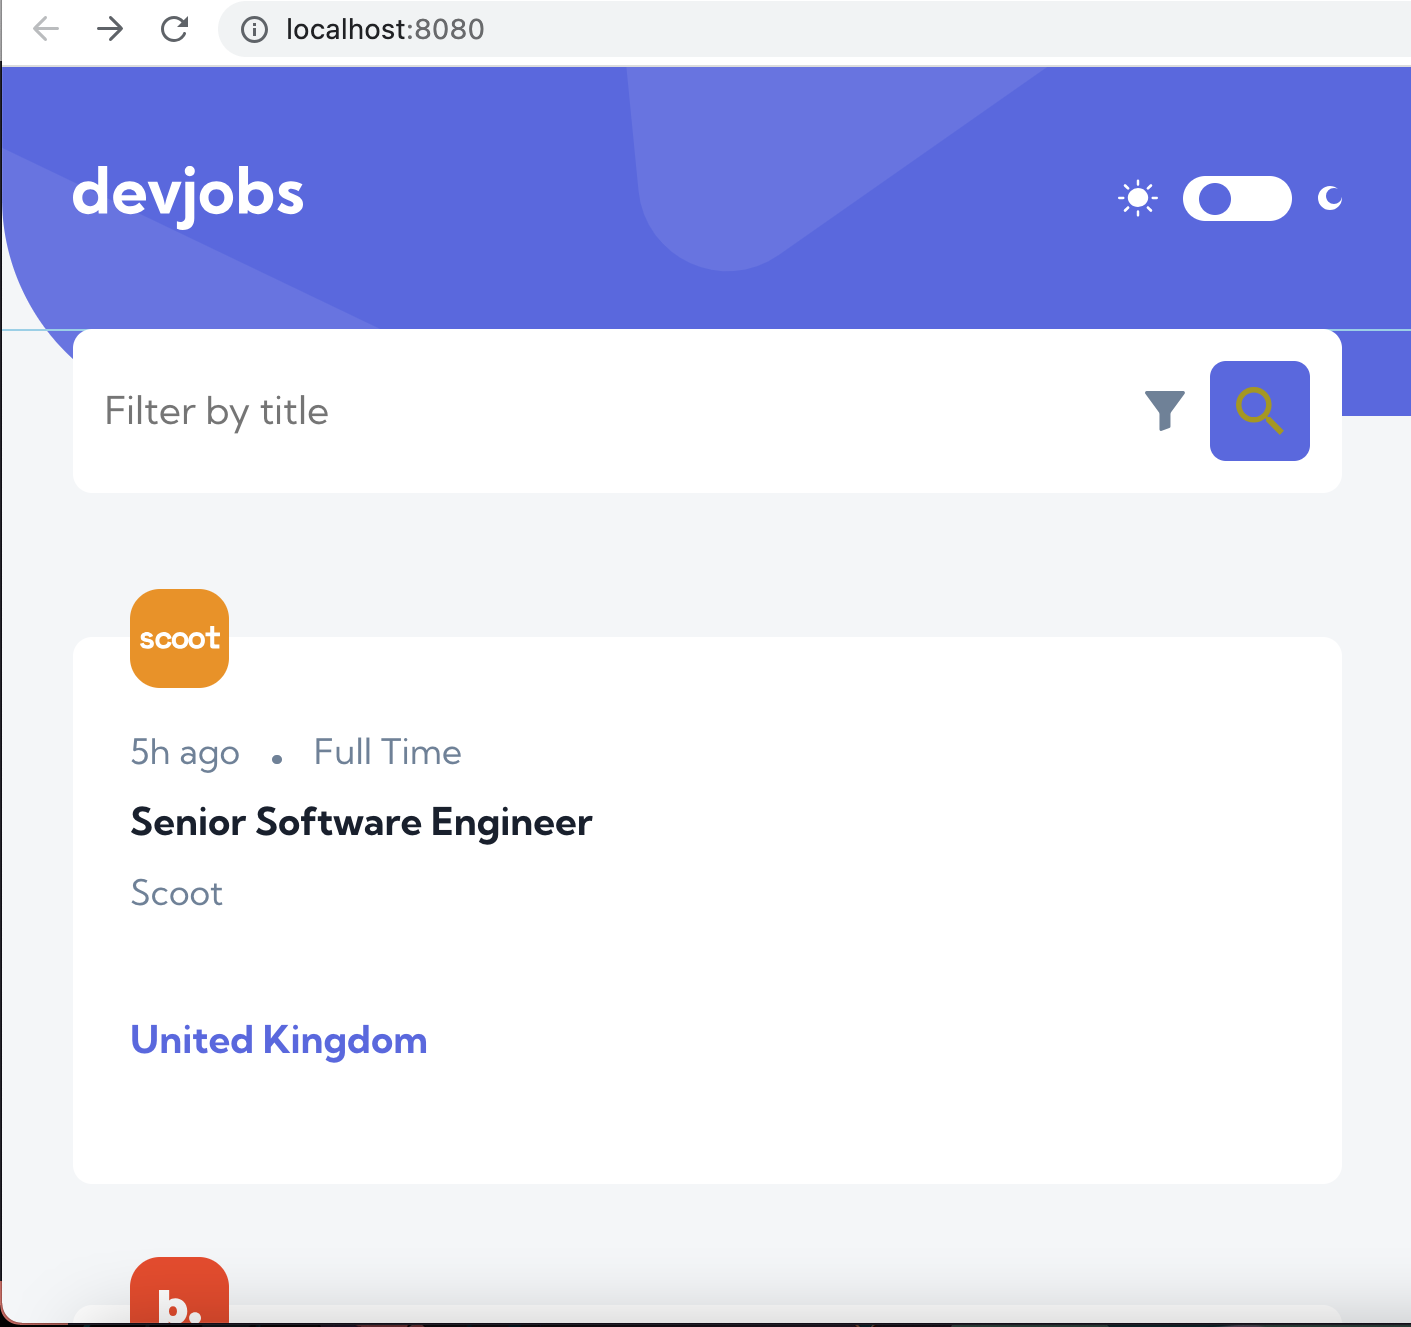 localhost:8080
devjobs
Filter by title
scoot
5h ago . Full Time
Senior Software Engineer
Scoot
United Kingdom
b.